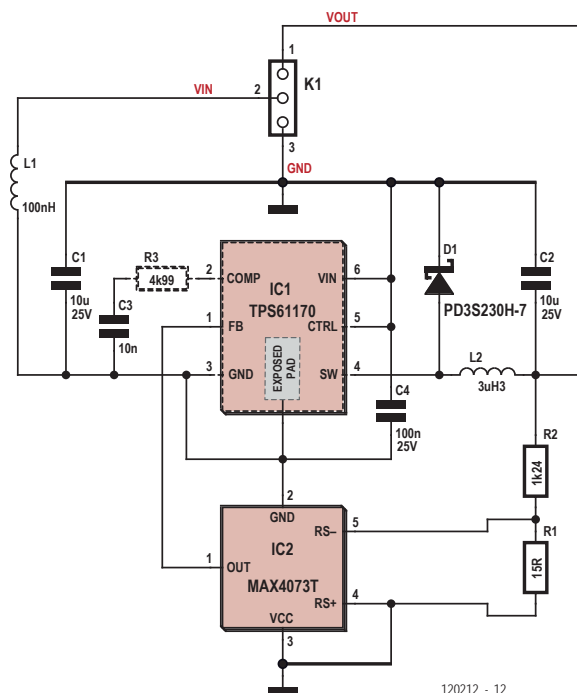 VOUT
1
K1
VIN
2
3
GND
L1
100nH
C1
10u
25V
R3
4k99
C3
10n
2
COMP
VIN
6
IC1
TPS61170
1
FB
CTRL
5
EXPOSED
PAD
3
GND
SW
4
D1
PD3S230H-7
C2
10u
25V
L2
3uH3
C4
100n
25V
R2
1k24
2
GND
RS–
5
R1
15R
IC2
1
OUT
MAX4073T
RS+
4
VCC
3
120212 - 12